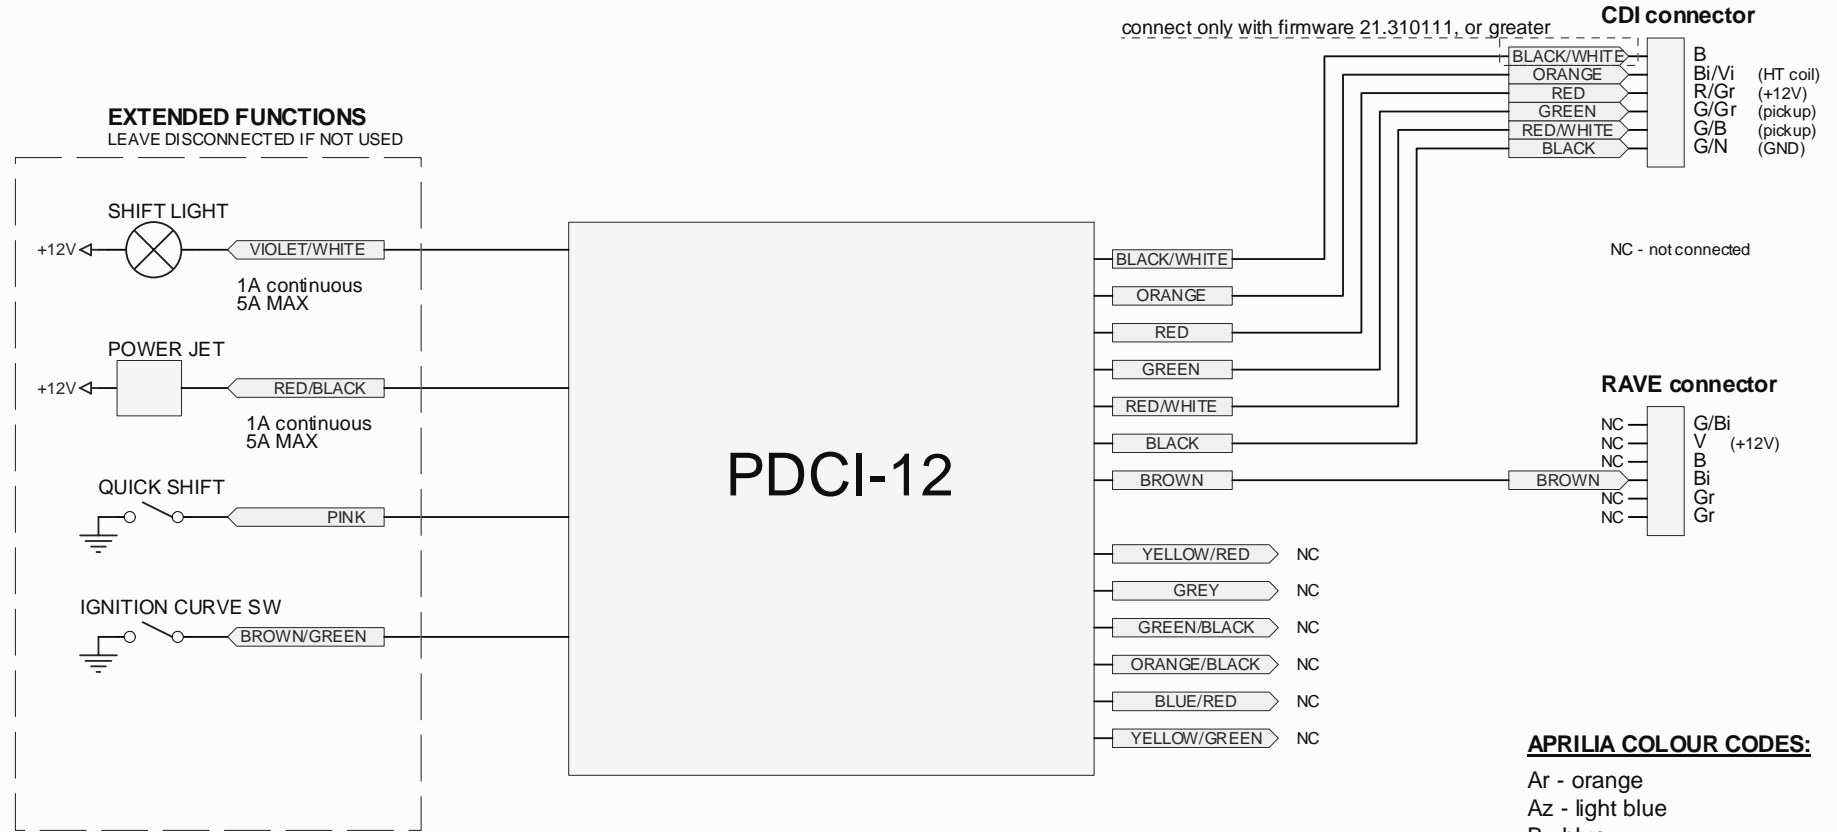 connect only with firmware 21.310111, or greater
CDI connector
BLACK/WHITE B
ORANGE Bi/Vi (HT coil)
RED R/Gr (+12V)
GREEN G/Gr (pickup)
RED/WHITE G/B (pickup)
BLACK G/N (GND)
NC - not connected
EXTENDED FUNCTIONS
LEAVE DISCONNECTED IF NOT USED
SHIFT LIGHT
+12V VIOLET/WHITE
1A continuous
5A MAX
POWER JET
+12V RED/BLACK
1A continuous
5A MAX
QUICK SHIFT
PINK
IGNITION CURVE SW
BROWN/GREEN
PDCI-12
BLACK/WHITE
ORANGE
RED
GREEN
RED/WHITE
BLACK
BROWN
YELLOW/RED NC
GREY NC
GREEN/BLACK NC
ORANGE/BLACK NC
BLUE/RED NC
YELLOW/GREEN NC
RAVE connector
NC G/Bi
NC V (+12V)
NC B
BROWN Bi
NC Gr
NC Gr
APRILIA COLOUR CODES:
Ar - orange
Az - light blue